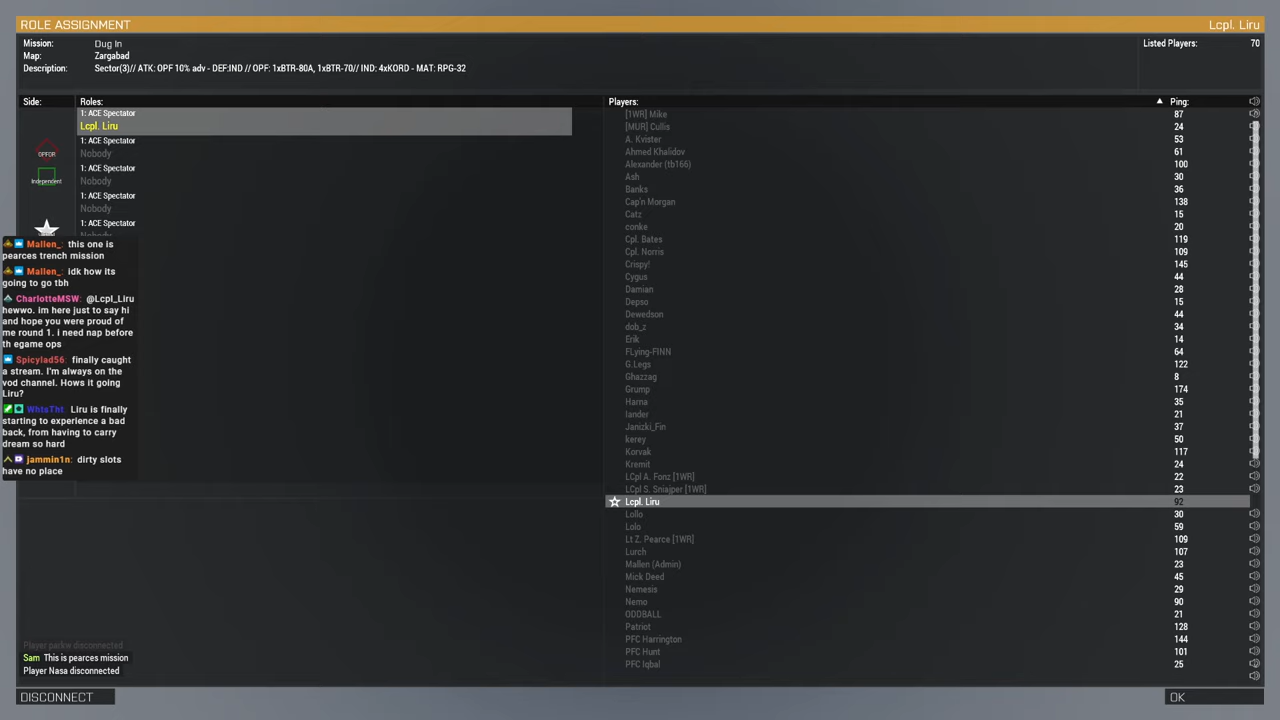 ROLE ASSIGNMENT
Lcpl. Liru
Mission: Dug In
Map: Zargabad
Description: Sector(3)// ATK: OPF 10% adv - DEF:IND // OPF: 1xBTR-80A, 1xBTR-70// IND: 4xKORD - MAT: RPG-32
Listed Players: 70
Side:
Roles:
Players:
Ping:
OPFOR
Independent
1: ACE Spectator
Lcpl. Liru
1: ACE Spectator
Nobody
1: ACE Spectator
Nobody
1: ACE Spectator
Nobody
1: ACE Spectator
Mallen_: this one is
pearces trench mission
Mallen_: idk how its
going to go tbh
CharlotteMSW: @Lcpl_Liru
hewwo. im here just to say hi
and hope you were proud of
me round 1. i need nap before
th egame ops
Spicylad56: finally caught
a stream. I'm always on the
vod channel. Hows it going
Liru?
WhtsTht: Liru is finally
starting to experience a bad
back, from having to carry
dream so hard
jammin1n: dirty slots
have no place
Player parkw disconnected
Sam This is pearces mission
Player Nasa disconnected
[1WR] Mike 87
[MUR] Cullis 24
A. Kvister 53
Ahmed Khalidov 61
Alexander (tb166) 100
Ash 30
Banks 36
Cap'n Morgan 138
Catz 15
conke 20
Cpl. Bates 119
Cpl. Norris 109
Crispy! 145
Cygus 44
Damian 28
Depso 15
Dewedson 44
dob_z 34
Erik 14
FLying-FINN 64
G.Legs 122
Ghazzag 8
Grump 174
Harna 35
Iander 21
Janizki_Fin 37
kerey 50
Korvak 117
Kremit 24
LCpl A. Fonz [1WR] 22
LCpl S. Sniajper [1WR] 23
Lcpl. Liru 92
Lollo 30
Lolo 59
Lt Z. Pearce [1WR] 109
Lurch 107
Mallen (Admin) 23
Mick Deed 45
Nemesis 29
Nemo 90
ODDBALL 21
Patriot 128
PFC Harrington 144
PFC Hunt 101
PFC Iqbal 25
DISCONNECT
OK